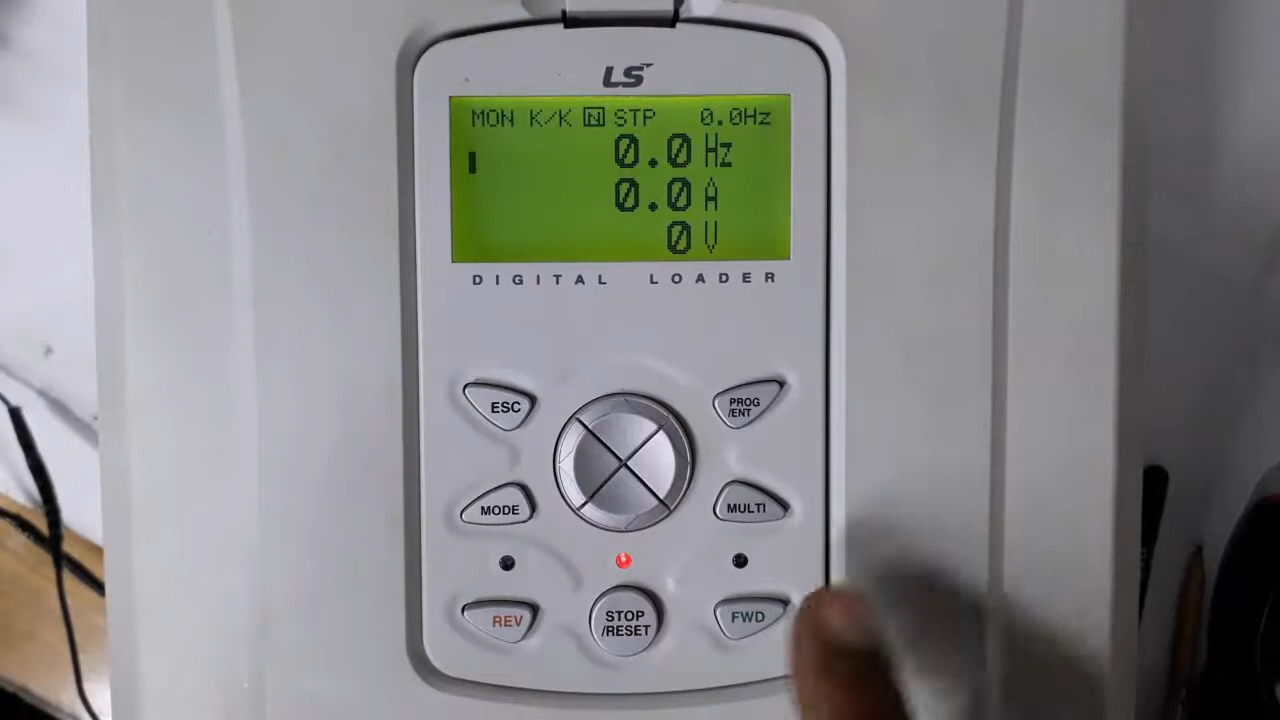 LS
MON K/K N STP 0.0Hz
0.0 Hz
0.0 A
0 V
DIGITAL LOADER
ESC
PROG
/ENT
MODE
MULTI
REV
STOP
/RESET
FWD